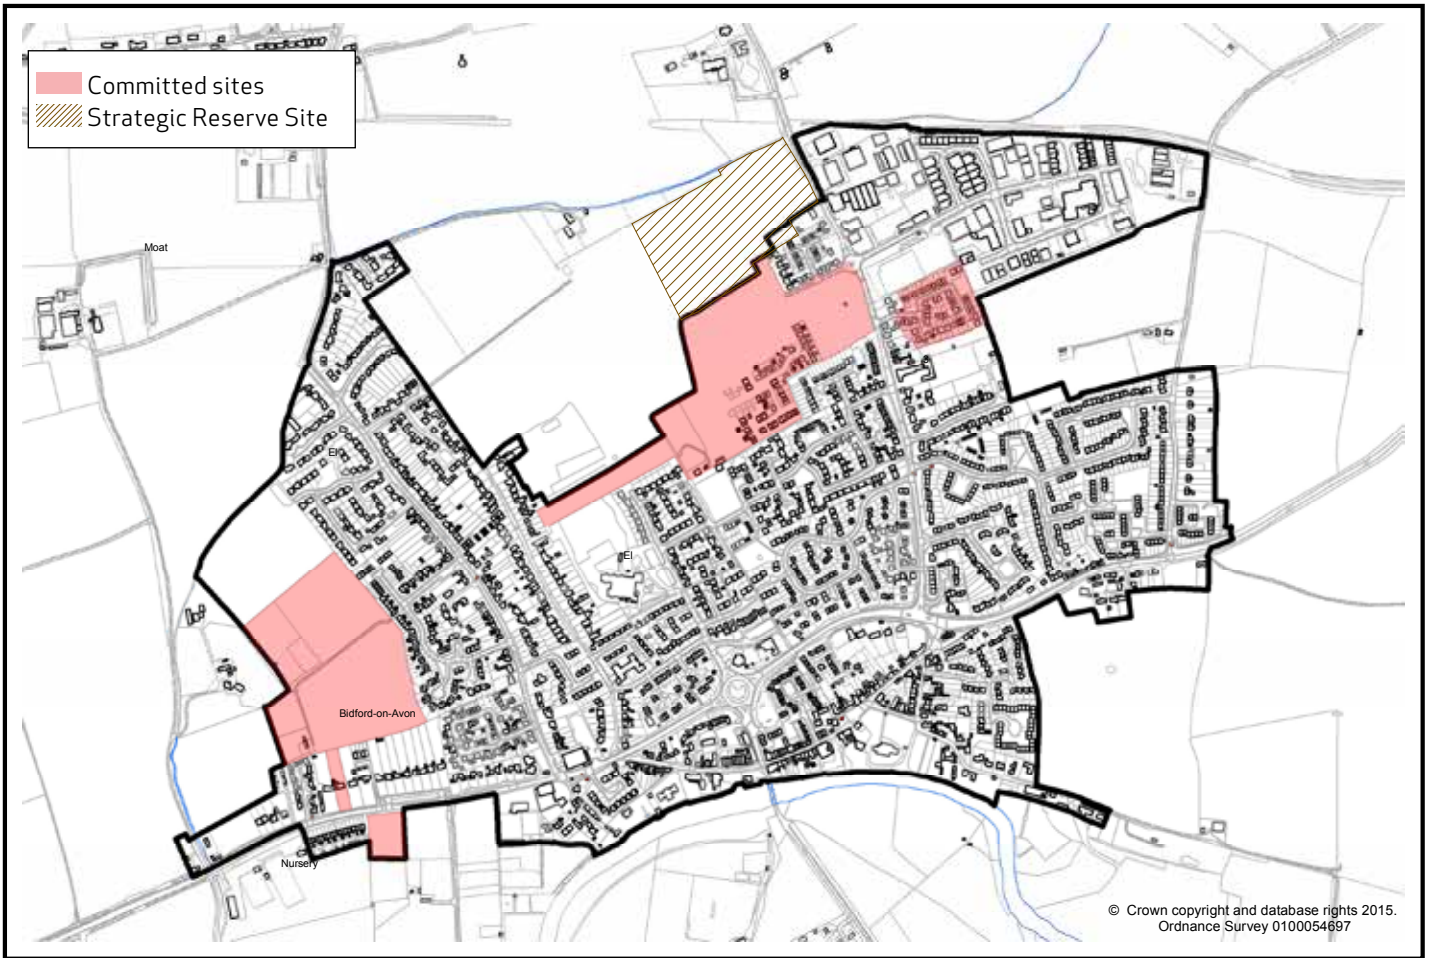 Committed sites
Strategic Reserve Site
Moat
El
El
Bidford-on-Avon
Nursery
© Crown copyright and database rights 2015.
Ordnance Survey 0100054697